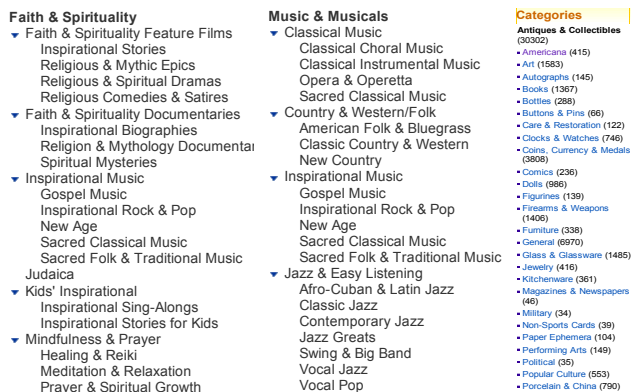 Faith & Spirituality
Faith & Spirituality Feature Films
Inspirational Stories
Religious & Mythic Epics
Religious & Spiritual Dramas
Religious Comedies & Satires
Faith & Spirituality Documentaries
Inspirational Biographies
Religion & Mythology Documentar
Spiritual Mysteries
Inspirational Music
Gospel Music
Inspirational Rock & Pop
New Age
Sacred Classical Music
Sacred Folk & Traditional Music
Judaica
Kids' Inspirational
Inspirational Sing-Alongs
Inspirational Stories for Kids
Mindfulness & Prayer
Healing & Reiki
Meditation & Relaxation
Prayer & Spiritual Growth
Music & Musicals
Classical Music
Classical Choral Music
Classical Instrumental Music
Opera & Operetta
Sacred Classical Music
Country & Western/Folk
American Folk & Bluegrass
Classic Country & Western
New Country
Inspirational Music
Gospel Music
Inspirational Rock & Pop
New Age
Sacred Classical Music
Sacred Folk & Traditional Music
Jazz & Easy Listening
Afro-Cuban & Latin Jazz
Classic Jazz
Contemporary Jazz
Jazz Greats
Swing & Big Band
Vocal Jazz
Vocal Pop
Categories
Antiques & Collectibles
(30302)
Americana (415)
Art (1583)
Autographs (145)
Books (1367)
Bottles (288)
Buttons & Pins (66)
Care & Restoration (122)
Clocks & Watches (746)
Coins, Currency & Medals
(3808)
Comics (236)
Dolls (986)
Figurines (139)
Firearms & Weapons
(1406)
Furniture (338)
General (6970)
Glass & Glassware (1485)
Jewelry (416)
Kitchenware (361)
Magazines & Newspapers
(46)
Military (34)
Non-Sports Cards (39)
Paper Ephemera (104)
Performing Arts (149)
Political (35)
Popular Culture (553)
Porcelain & China (790)